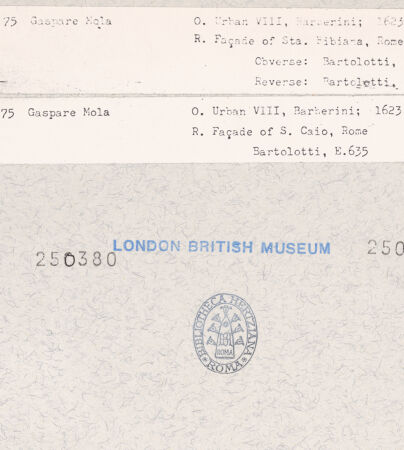 75 Gaspare Mola O. Urban VIII, Barberini; 1623
R. Façade of Sta. Bibiana, Rome
Obverse: Bartolotti,
Reverse: Bartolotti,
75 Gaspare Mola O. Urban VIII, Barberini; 1623
R. Façade of S. Caio, Rome
Bartolotti, E.635
LONDON BRITISH MUSEUM
250380 250
BIBLIOTHECA HERTZIANA
ROMA
ROMA